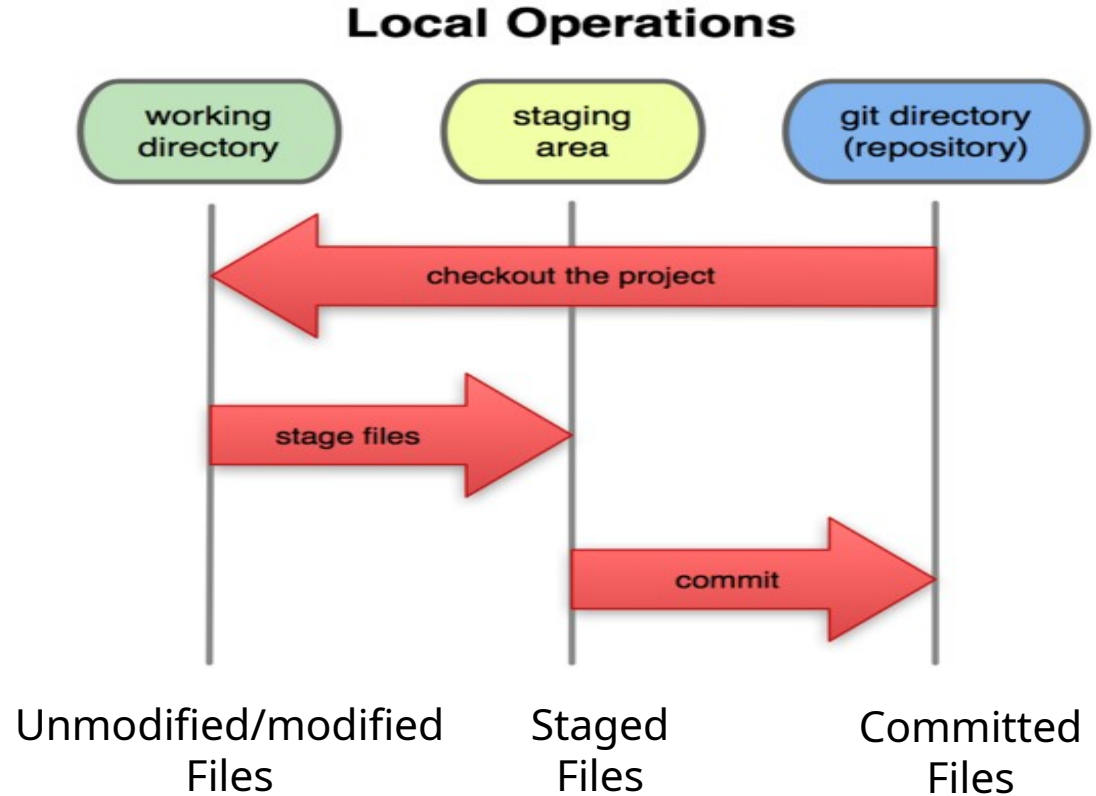 Local Operations
working
directory
staging
area
git directory
(repository)
checkout the project
stage files
commit
Unmodified/modified
Files
Staged
Files
Committed
Files